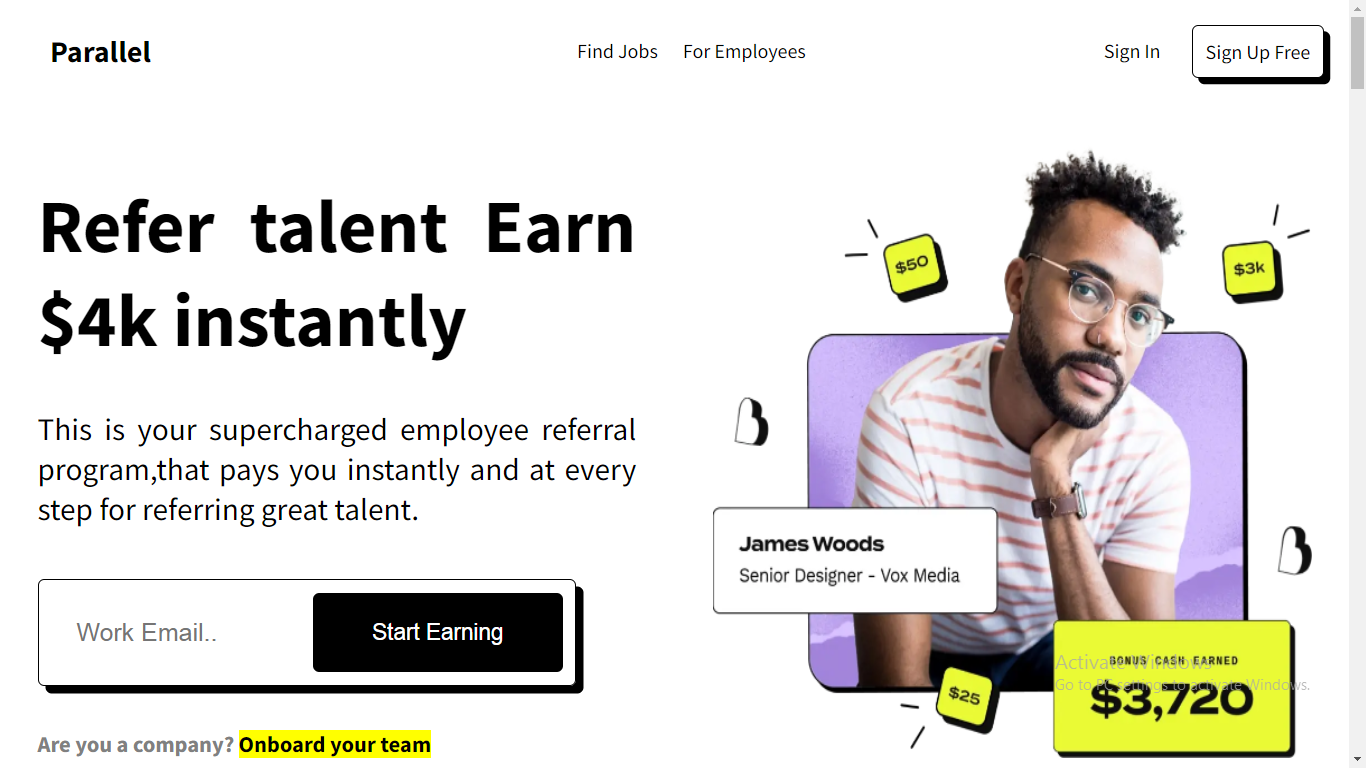 Parallel
Find Jobs
For Employees
Sign In
Sign Up Free
Refer talent Earn
$4k instantly
This is your supercharged employee referral
program,that pays you instantly and at every
step for referring great talent.
Work Email..
Start Earning
Are you a company? Onboard your team
$50
$3k
James Woods
Senior Designer - Vox Media
$25
BONUS CASH EARNED
$3,720
Activate Windows
Go to PC settings to activate Windows.